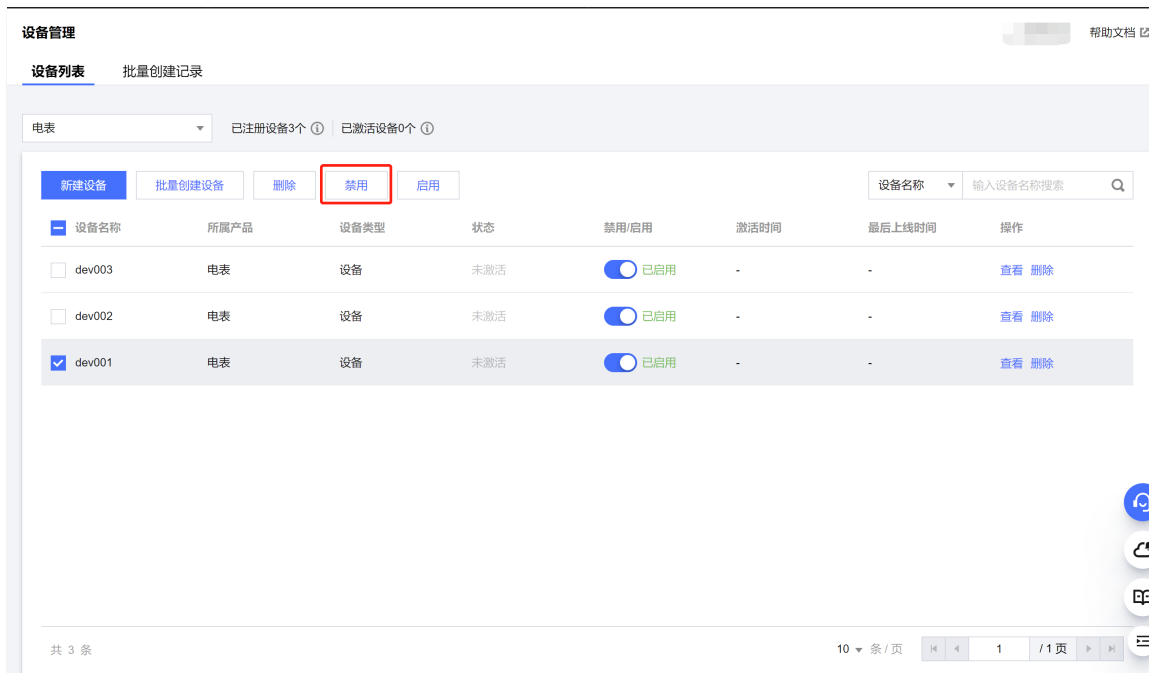 设备管理 帮助文档
设备列表 批量创建记录
电表 已注册设备3个 已激活设备0个
新建设备 批量创建设备 删除 禁用 启用 设备名称 输入设备名称搜索
设备名称 所属产品 设备类型 状态 禁用/启用 激活时间 最后上线时间 操作
dev003 电表 设备 未激活 已启用 - - 查看 删除
dev002 电表 设备 未激活 已启用 - - 查看 删除
dev001 电表 设备 未激活 已启用 - - 查看 删除
共 3 条 10 条/页 1 /1页